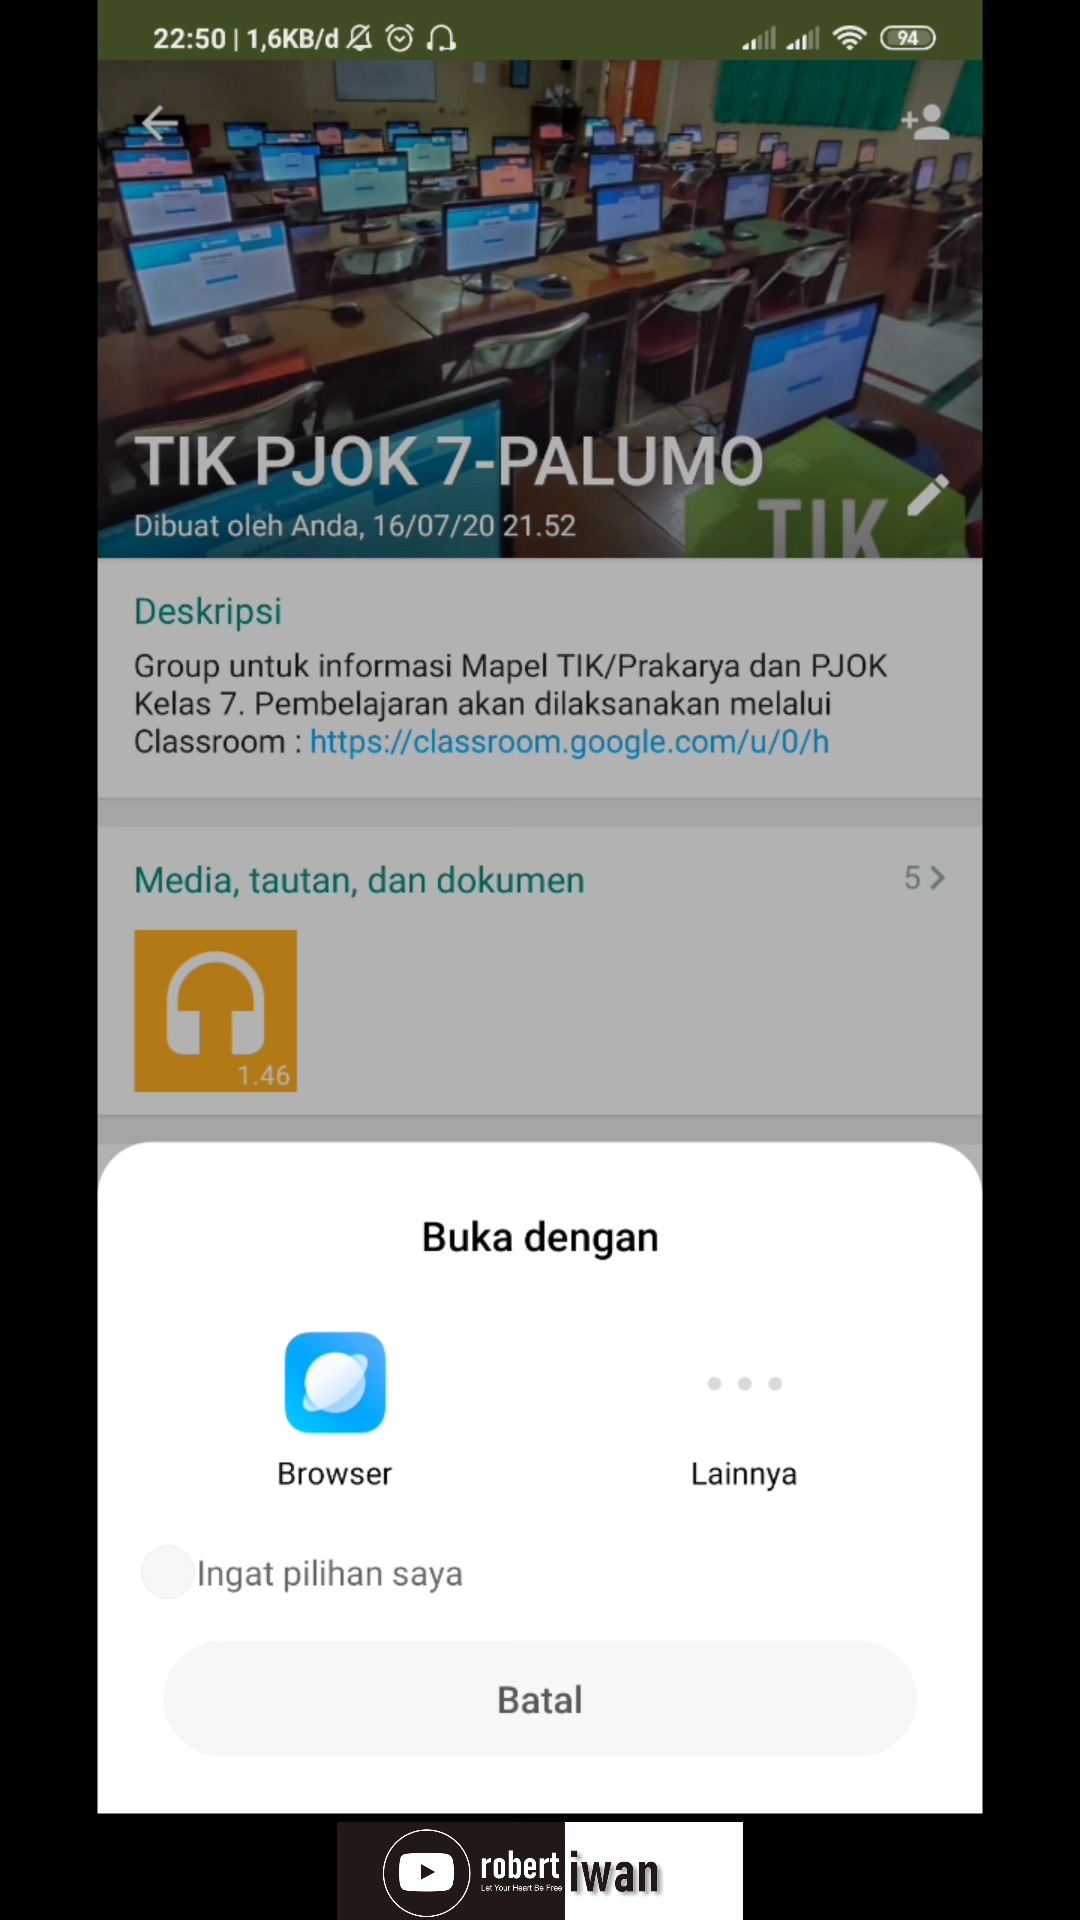 22:50 | 1,6KB/d
94
TIK PJOK 7-PALUMO
Dibuat oleh Anda, 16/07/20 21.52
TIK
Deskripsi
Group untuk informasi Mapel TIK/Prakarya dan PJOK
Kelas 7. Pembelajaran akan dilaksanakan melalui
Classroom : https://classroom.google.com/u/0/h
Media, tautan, dan dokumen
5
1.46
Buka dengan
Browser
Lainnya
Ingat pilihan saya
Batal
robert iwan
Let Your Heart Be Free